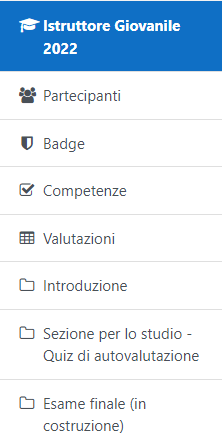 Istruttore Giovanile
2022
Partecipanti
Badge
Competenze
Valutazioni
Introduzione
Sezione per lo studio -
Quiz di autovalutazione
Esame finale (in
costruzione)